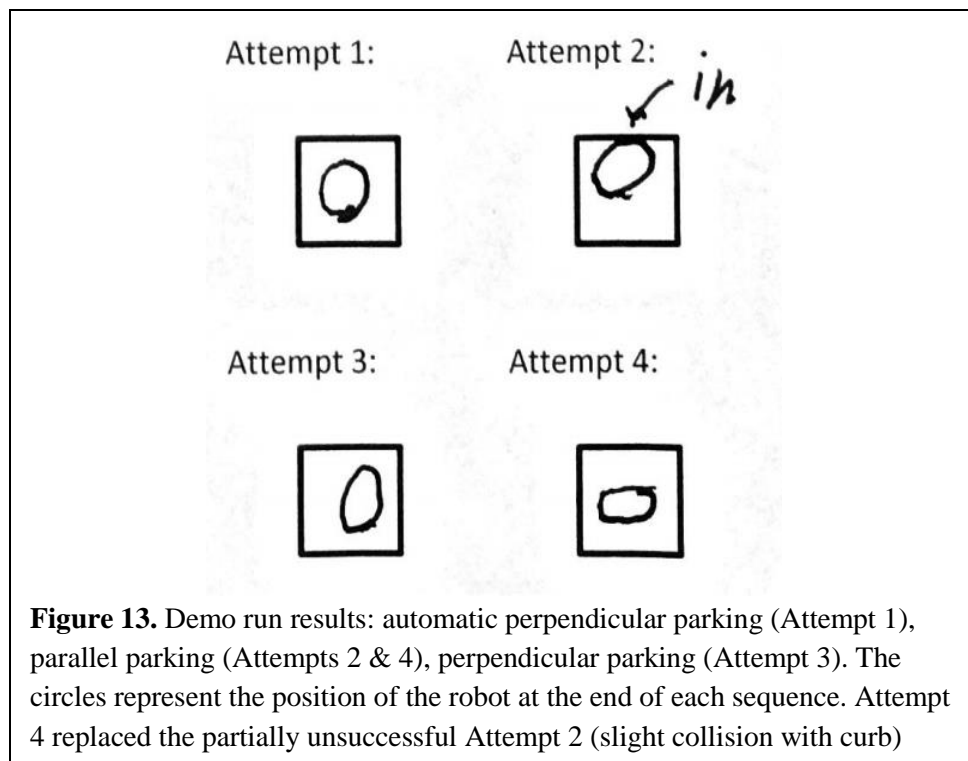 Attempt 1:
Attempt 2:
in
Attempt 3:
Attempt 4:
Figure 13. Demo run results: automatic perpendicular parking (Attempt 1),
parallel parking (Attempts 2 & 4), perpendicular parking (Attempt 3). The
circles represent the position of the robot at the end of each sequence. Attempt
4 replaced the partially unsuccessful Attempt 2 (slight collision with curb)